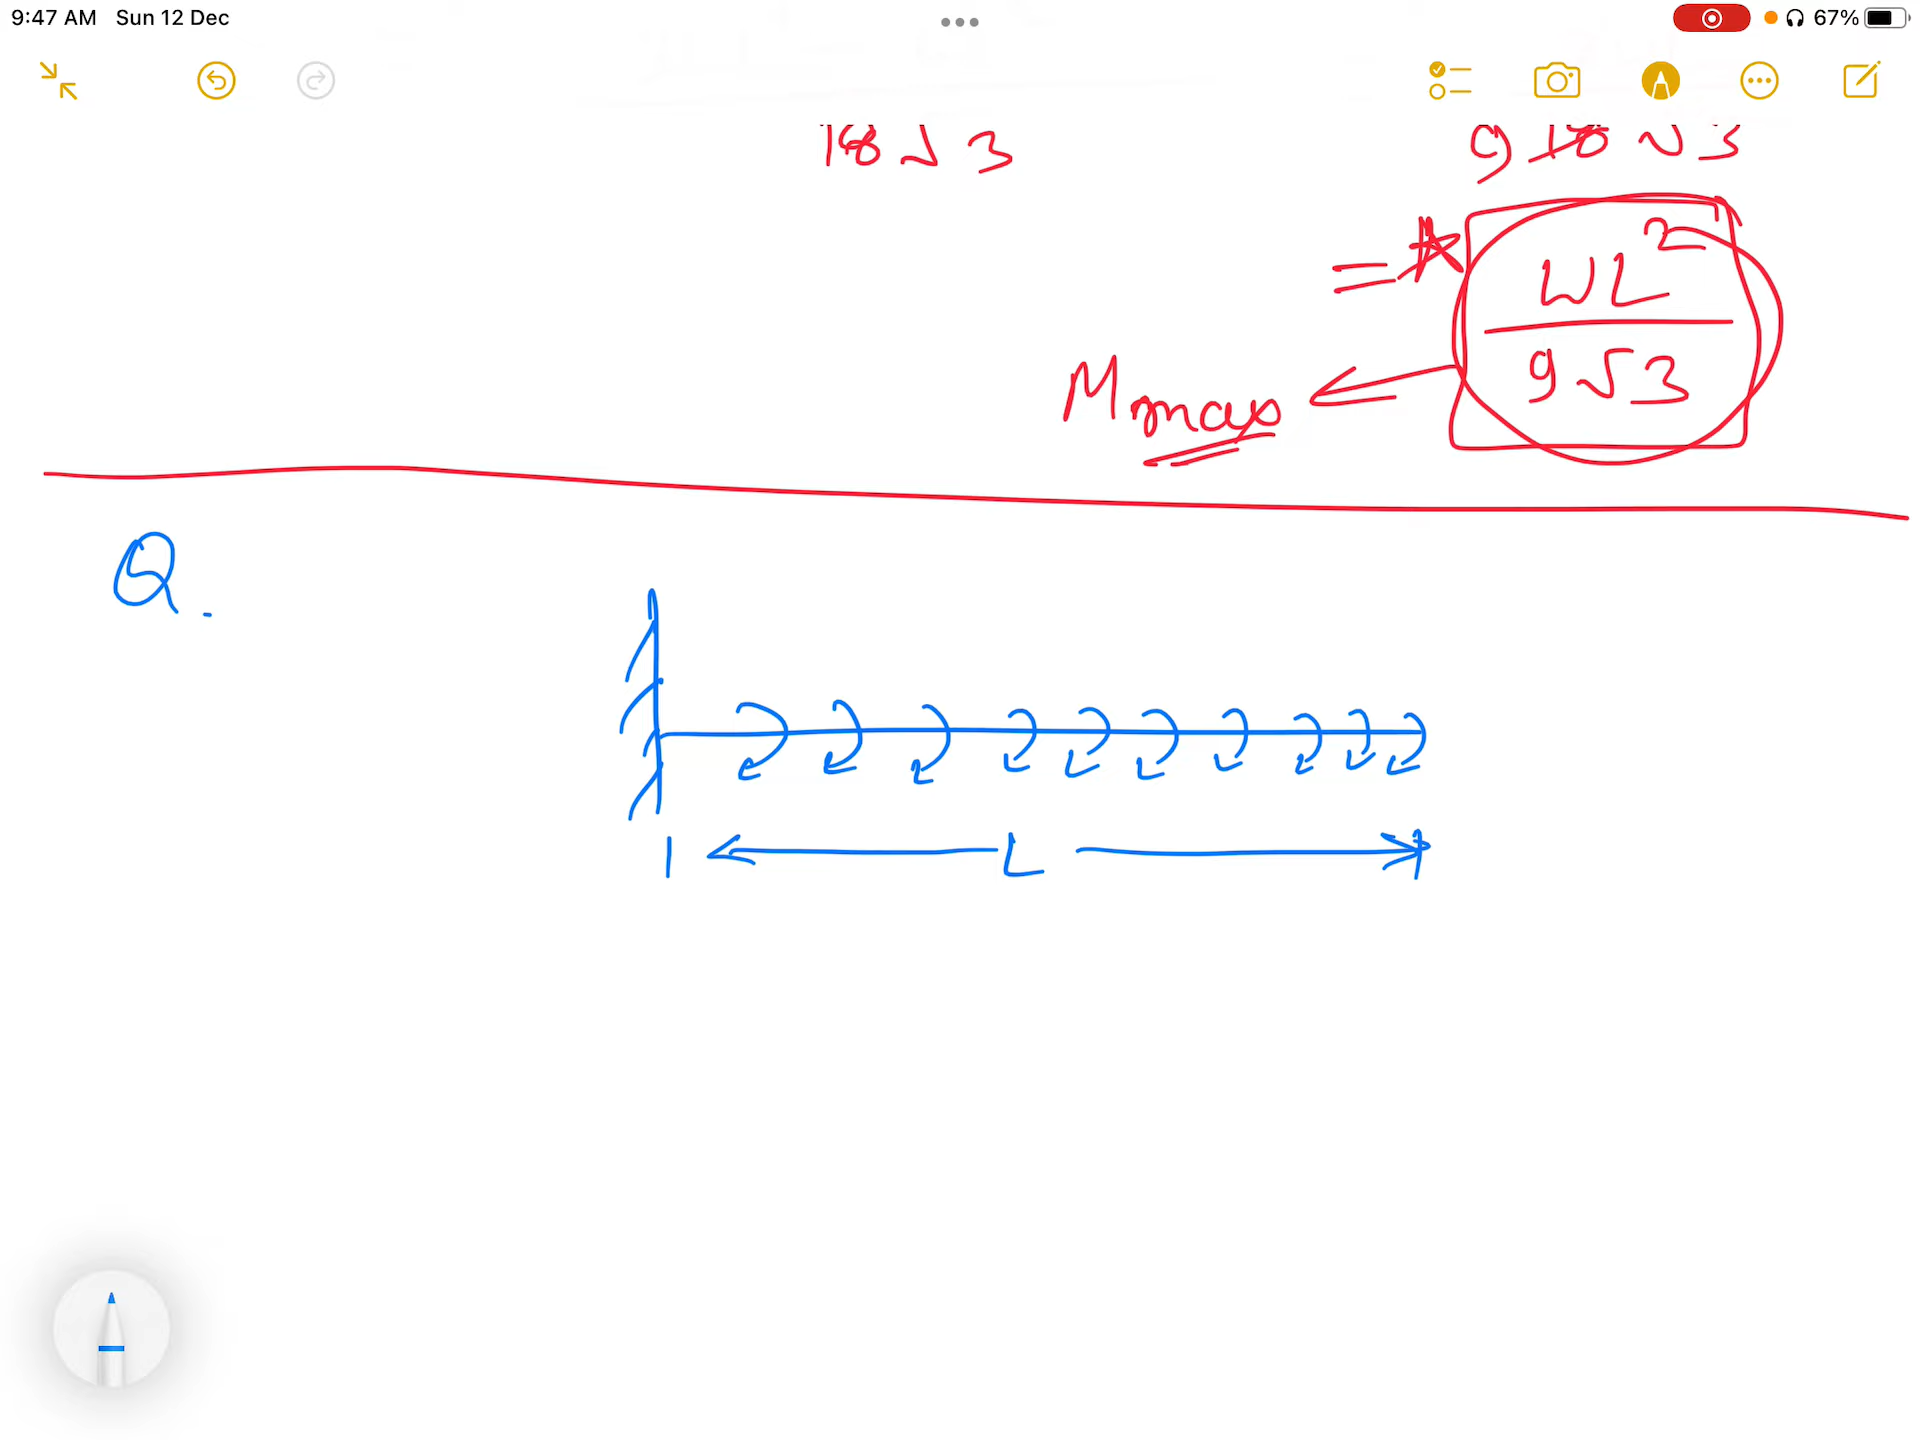 9:47 AM Sun 12 Dec
67%
18√3
9 18 √3
= WL²
9√3
Mmax
Q.
L